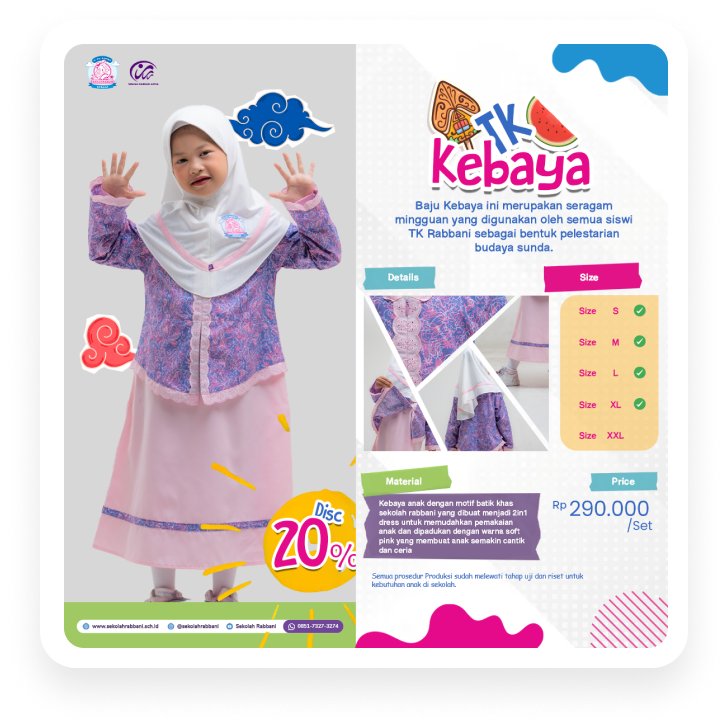 TK
Kebaya
Baju Kebaya ini merupakan seragam
mingguan yang digunakan oleh semua siswi
TK Rabbani sebagai bentuk pelestarian
budaya sunda.
Details
Size
Size S
Size M
Size L
Size XL
Size XXL
Material
Kebaya anak dengan motif batik khas
sekolah rabbani yang dibuat menjadi 2in1
dress untuk memudahkan pemakaian
anak dan dipadukan dengan warna soft
pink yang membuat anak semakin cantik
dan ceria
Price
Rp 290.000
/Set
Disc
20%
Semua prosedur Produksi sudah melewati tahap uji dan riset untuk
kebutuhan anak di sekolah.
www.sekolahrabbani.sch.id @sekolahrabbani Sekolah Rabbani 0851-7327-3274